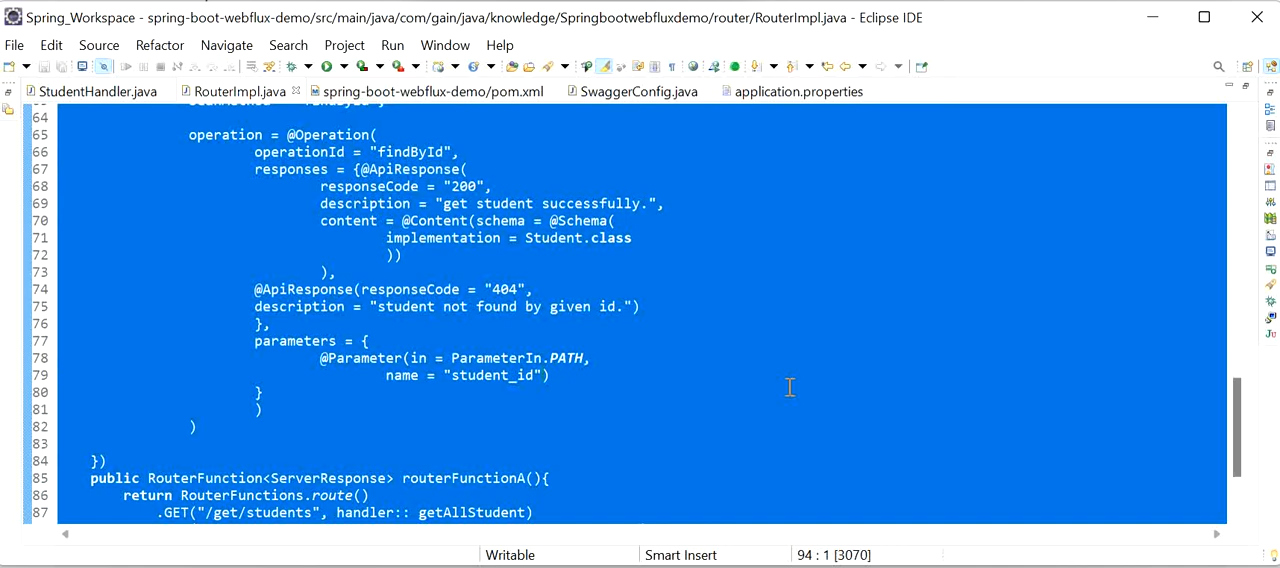 Spring_Workspace - spring-boot-webflux-demo/src/main/java/com/gain/java/knowledge/Springbootwebfluxdemo/router/RouterImpl.java - Eclipse IDE
File Edit Source Refactor Navigate Search Project Run Window Help
StudentHandler.java RouterImpl.java spring-boot-webflux-demo/pom.xml SwaggerConfig.java application.properties
64
65 operation = @Operation(
66 operationId = "findById",
67 responses = {@ApiResponse(
68 responseCode = "200",
69 description = "get student successfully.",
70 content = @Content(schema = @Schema(
71 implementation = Student.class
72 ))
73 ),
74 @ApiResponse(responseCode = "404",
75 description = "student not found by given id.")
76 },
77 parameters = {
78 @Parameter(in = ParameterIn.PATH,
79 name = "student_id")
80 }
81 )
82 )
83
84 })
85 public RouterFunction<ServerResponse> routerFunctionA(){
86 return RouterFunctions.route()
87 .GET("/get/students", handler:: getAllStudent)
Writable Smart Insert 94 : 1 [3070]